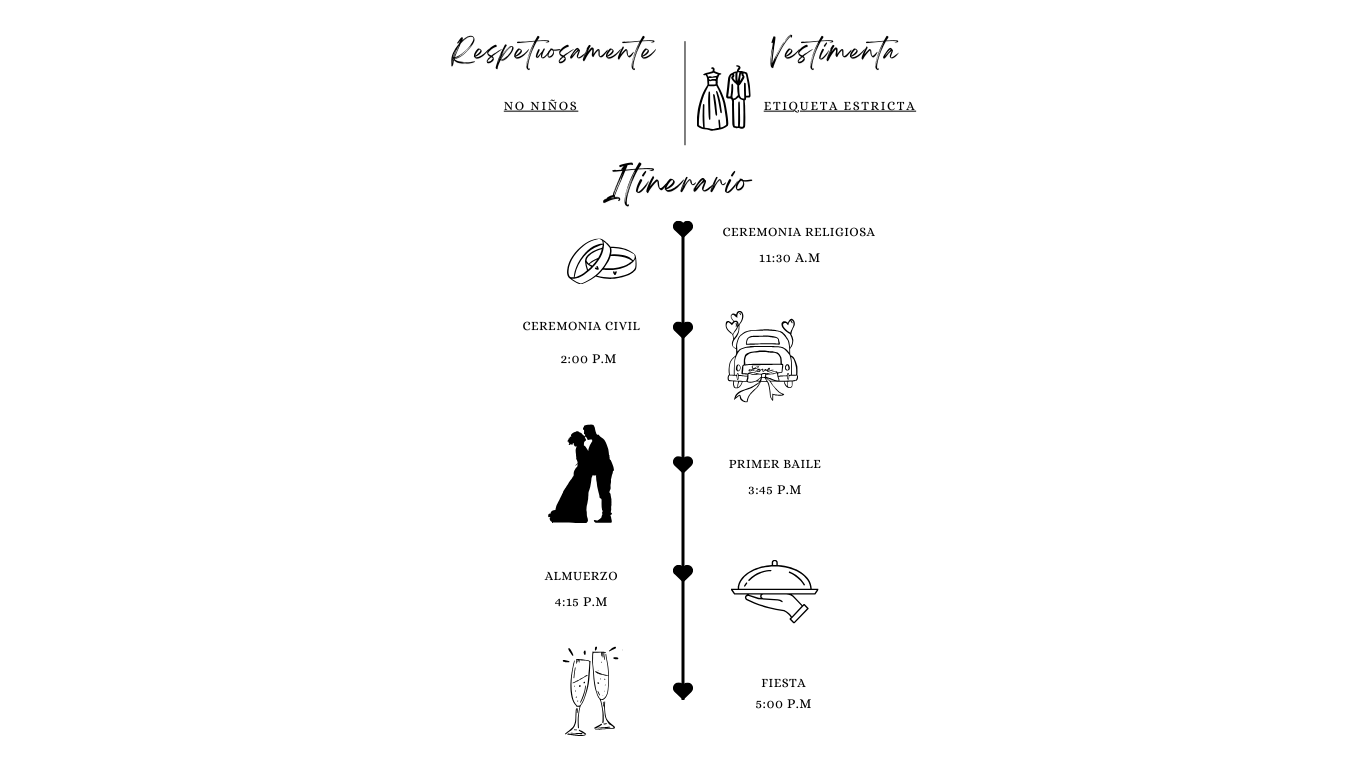 Respetuosamente
NO NIÑOS
Vestimenta
ETIQUETA ESTRICTA
Itinerario
CEREMONIA RELIGIOSA
11:30 A.M
CEREMONIA CIVIL
2:00 P.M
Love
PRIMER BAILE
3:45 P.M
ALMUERZO
4:15 P.M
FIESTA
5:00 P.M